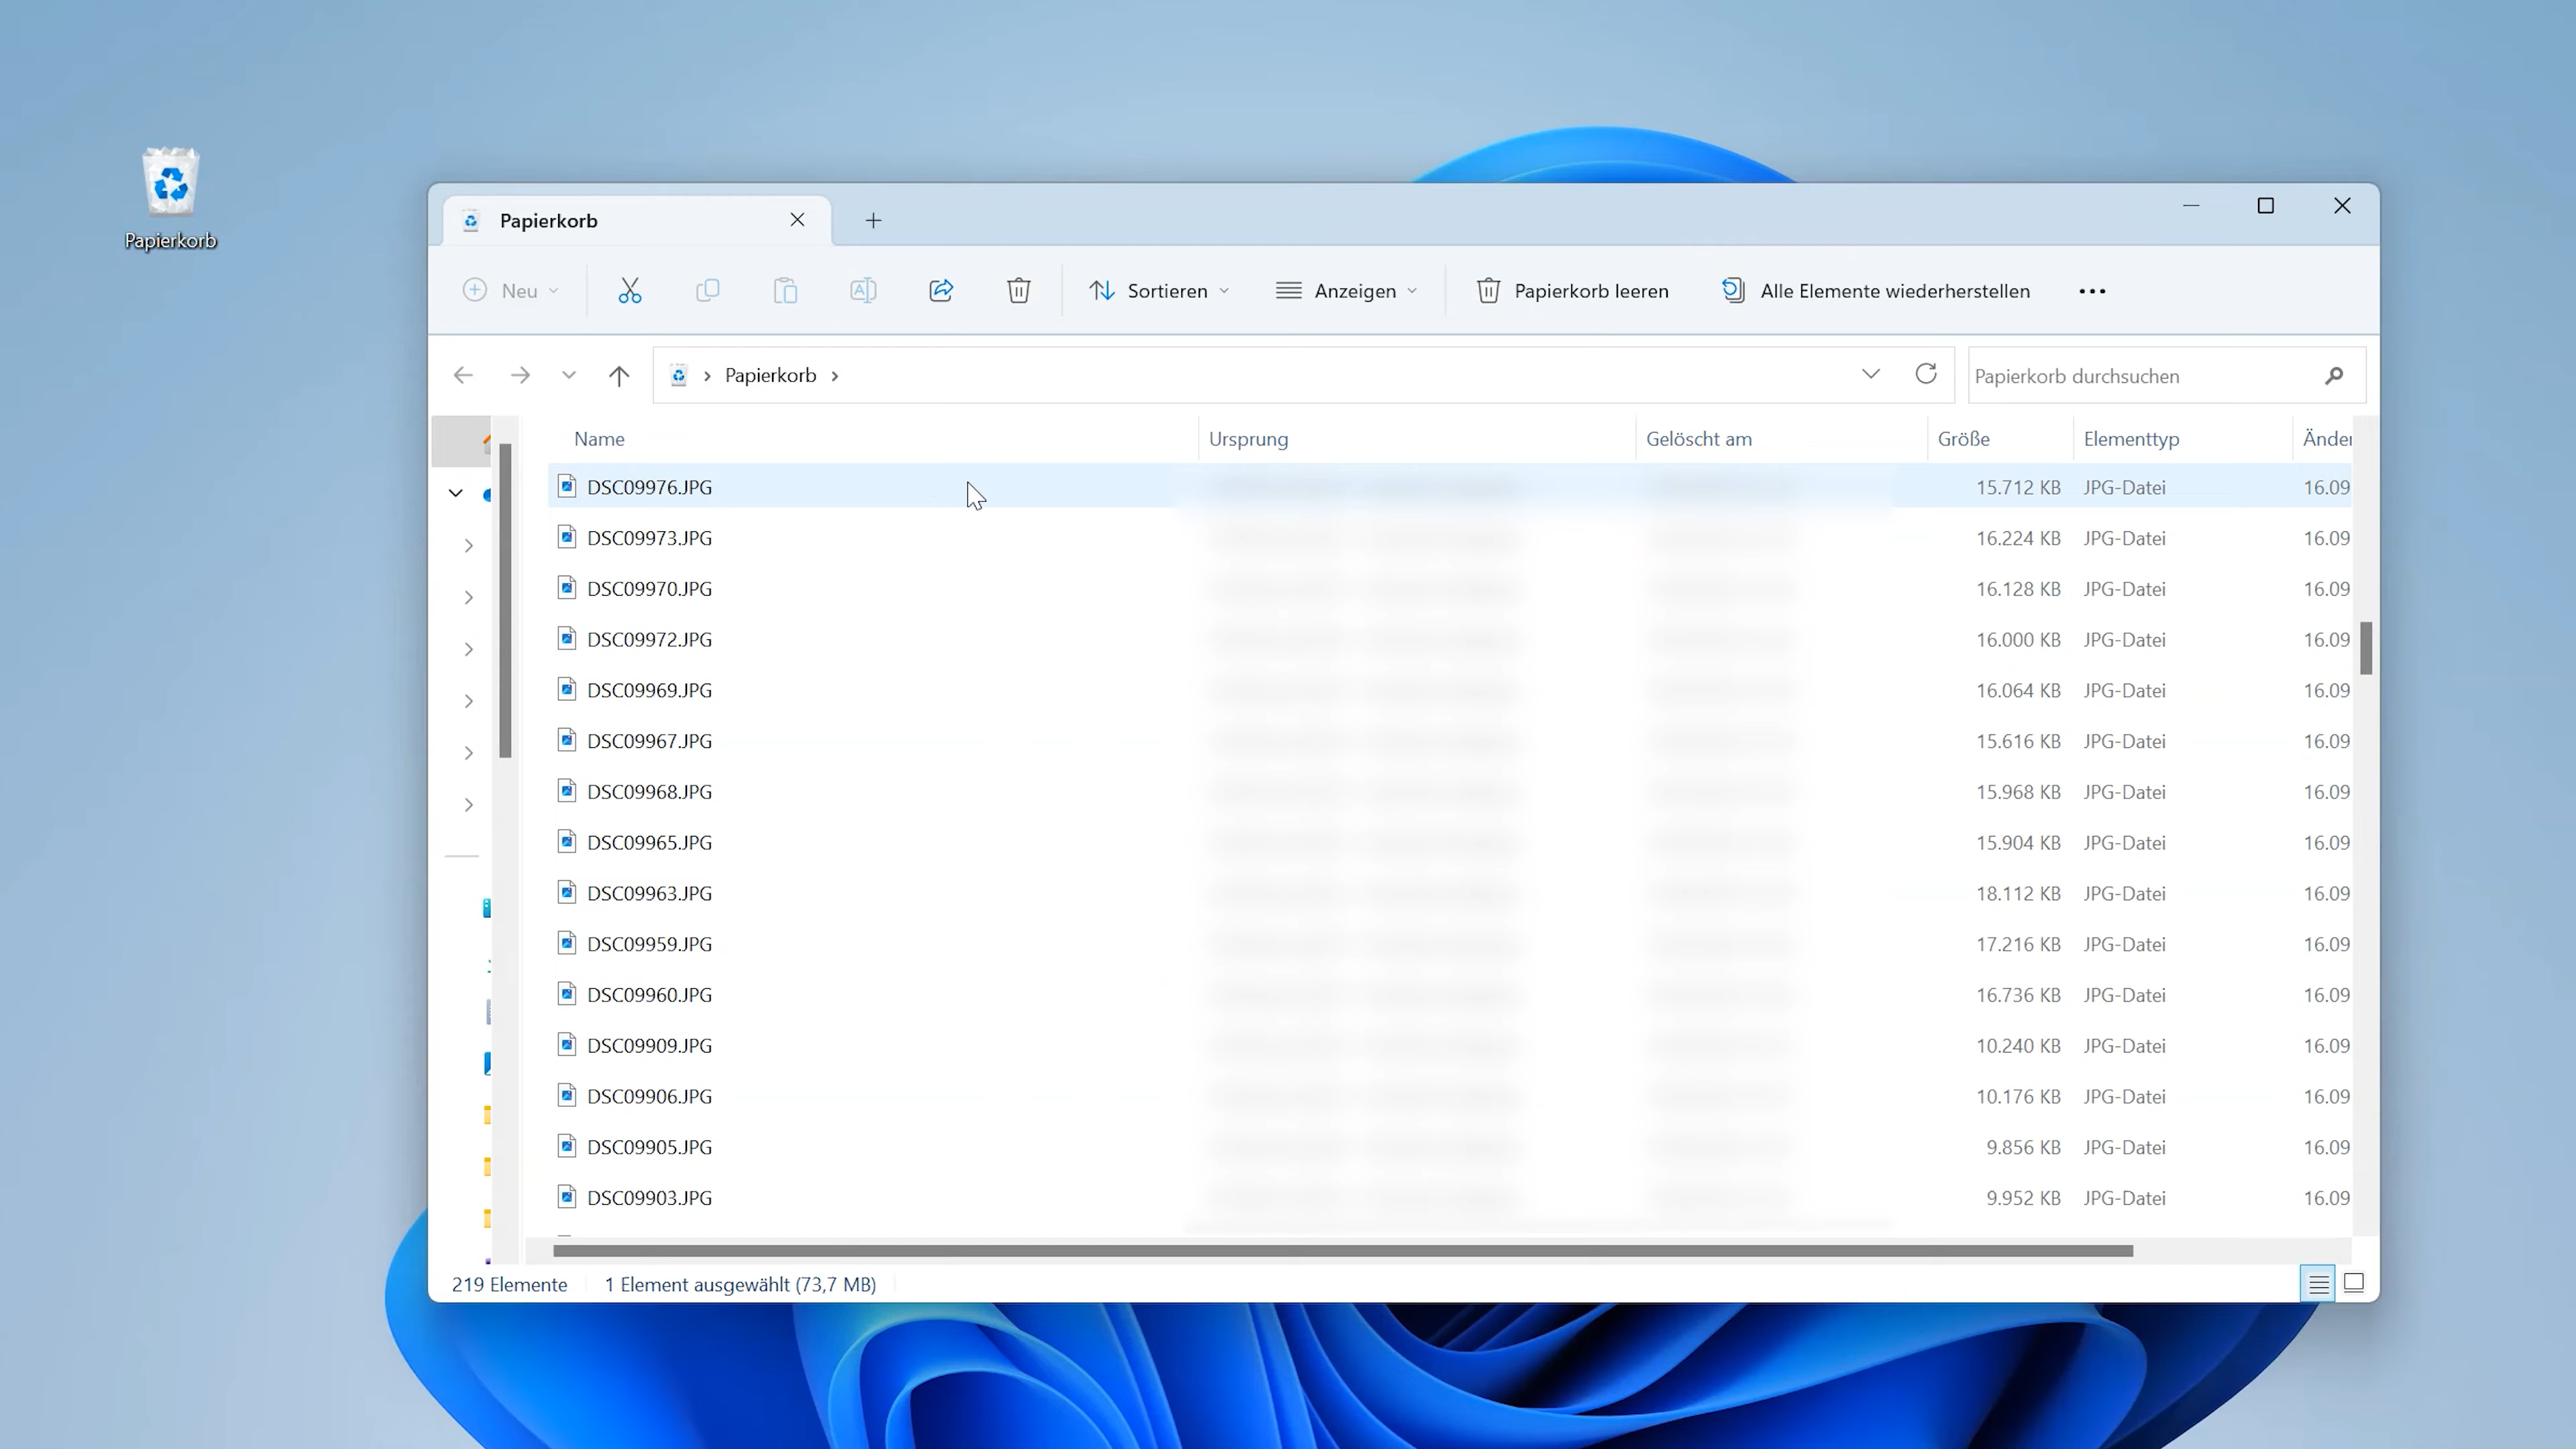 Papierkorb
Papierkorb
Neu Sortieren Anzeigen Papierkorb leeren Alle Elemente wiederherstellen
Papierkorb Papierkorb durchsuchen
Name Ursprung Gelöscht am Größe Elementtyp Änder
DSC09976.JPG 15.712 KB JPG-Datei 16.09
DSC09973.JPG 16.224 KB JPG-Datei 16.09
DSC09970.JPG 16.128 KB JPG-Datei 16.09
DSC09972.JPG 16.000 KB JPG-Datei 16.09
DSC09969.JPG 16.064 KB JPG-Datei 16.09
DSC09967.JPG 15.616 KB JPG-Datei 16.09
DSC09968.JPG 15.968 KB JPG-Datei 16.09
DSC09965.JPG 15.904 KB JPG-Datei 16.09
DSC09963.JPG 18.112 KB JPG-Datei 16.09
DSC09959.JPG 17.216 KB JPG-Datei 16.09
DSC09960.JPG 16.736 KB JPG-Datei 16.09
DSC09909.JPG 10.240 KB JPG-Datei 16.09
DSC09906.JPG 10.176 KB JPG-Datei 16.09
DSC09905.JPG 9.856 KB JPG-Datei 16.09
DSC09903.JPG 9.952 KB JPG-Datei 16.09
219 Elemente 1 Element ausgewählt (73,7 MB)